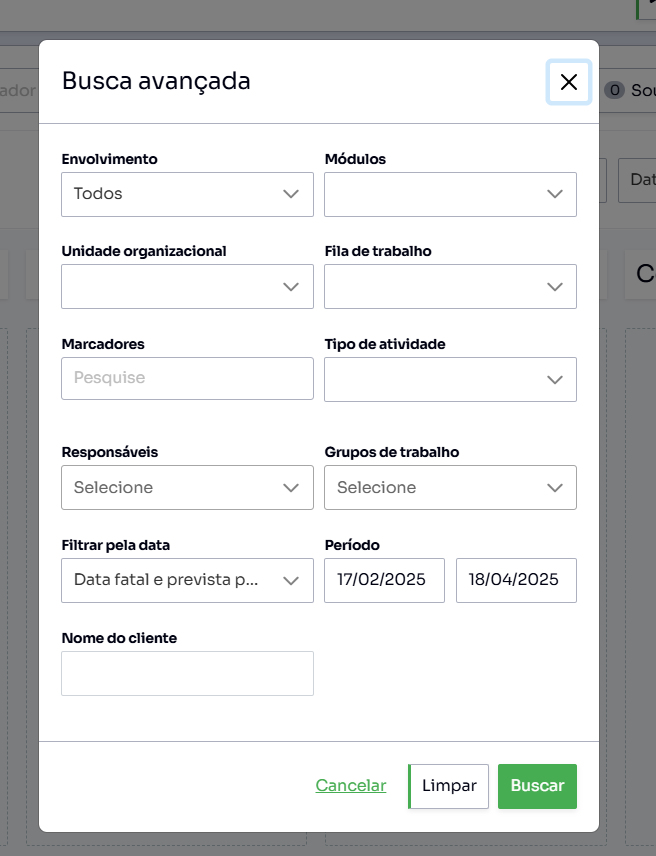 Busca avançada
ador
0 Sou
Envolvimento
Módulos
Todos
Dat
Unidade organizacional
Fila de trabalho
C
Marcadores
Tipo de atividade
Pesquise
Responsáveis
Grupos de trabalho
Selecione
Selecione
Filtrar pela data
Período
Data fatal e prevista p...
17/02/2025
18/04/2025
Nome do cliente
Cancelar
Limpar
Buscar